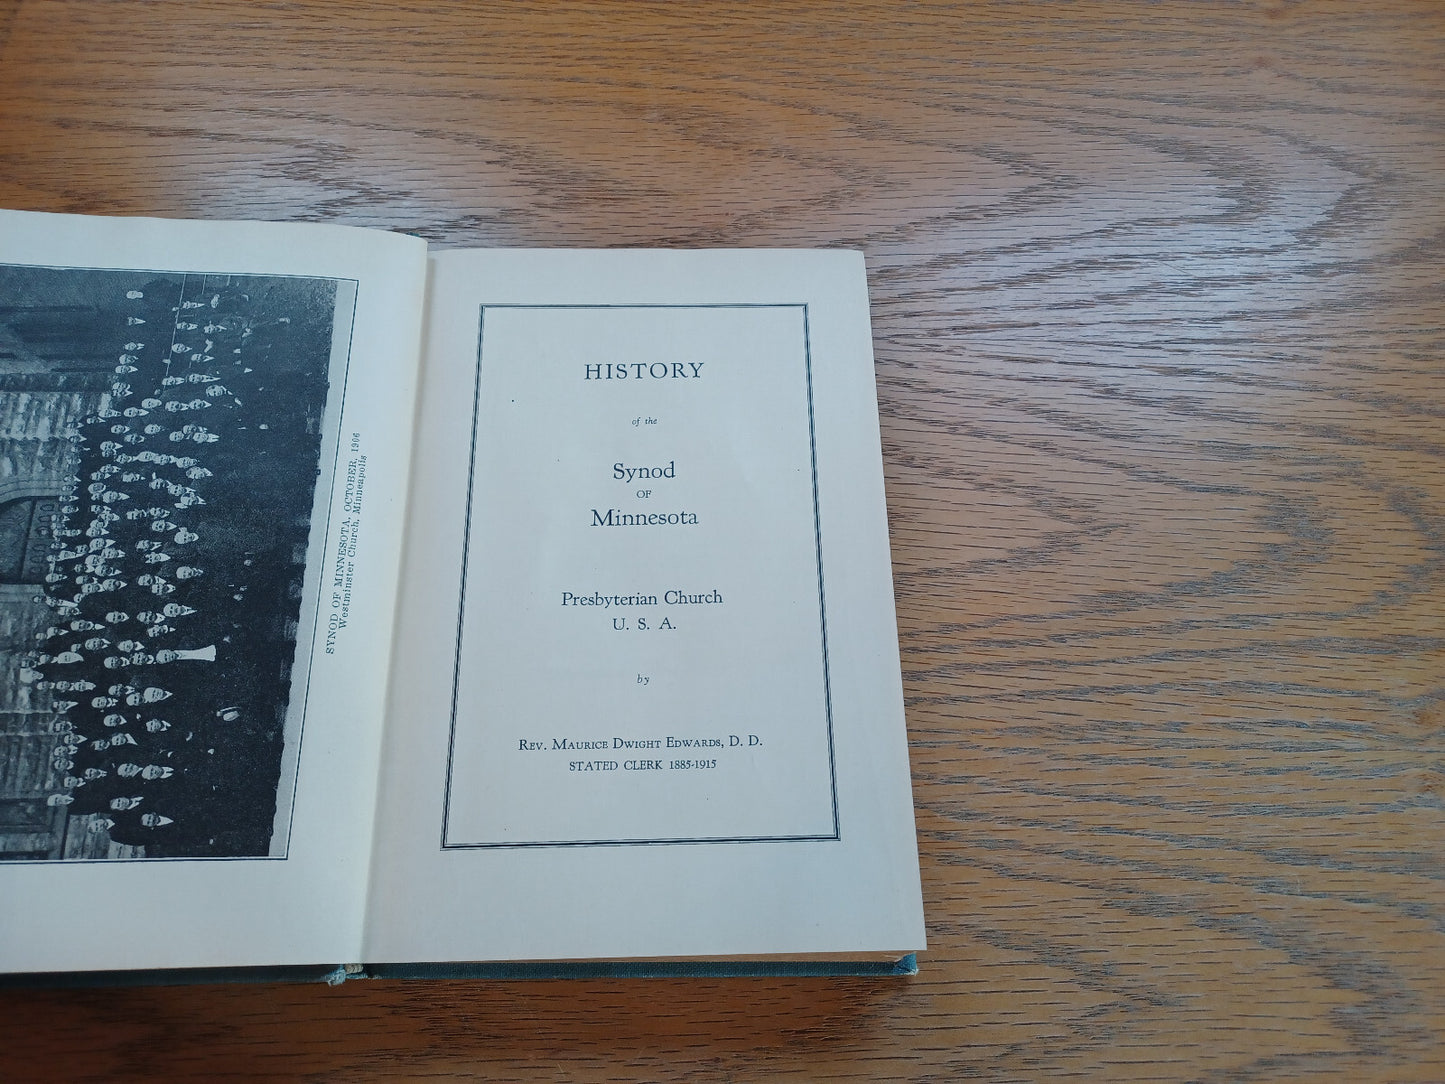 SYNOD OF MINNESOTA, OCTOBER, 1906
Westminster Church, Minneapolis
HISTORY
of the
Synod
OF
Minnesota
Presbyterian Church
U. S. A.
by
REV. MAURICE DWIGHT EDWARDS, D. D.
STATED CLERK 1885-1915